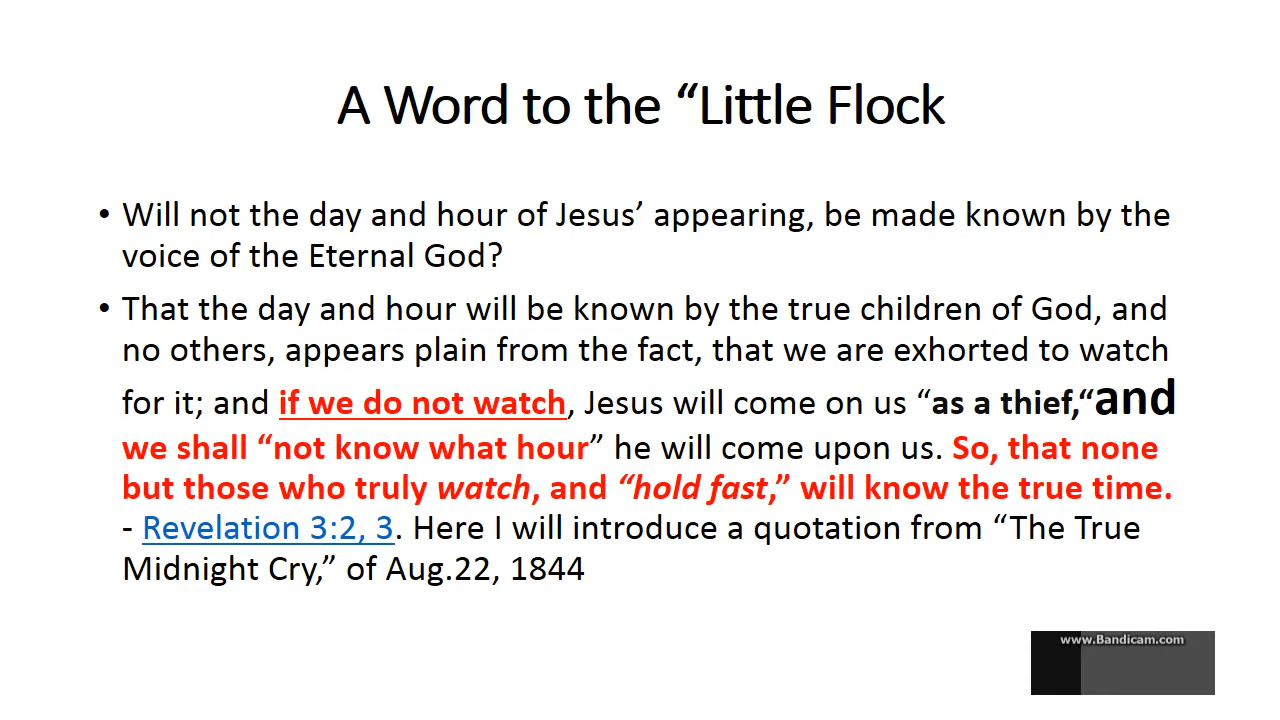 A Word to the “Little Flock
• Will not the day and hour of Jesus’ appearing, be made known by the
voice of the Eternal God?
• That the day and hour will be known by the true children of God, and
no others, appears plain from the fact, that we are exhorted to watch
for it; and if we do not watch, Jesus will come on us “as a thief,“and
we shall “not know what hour” he will come upon us. So, that none
but those who truly watch, and “hold fast,” will know the true time.
- Revelation 3:2, 3. Here I will introduce a quotation from “The True
Midnight Cry,” of Aug.22, 1844
www.Bandicam.com